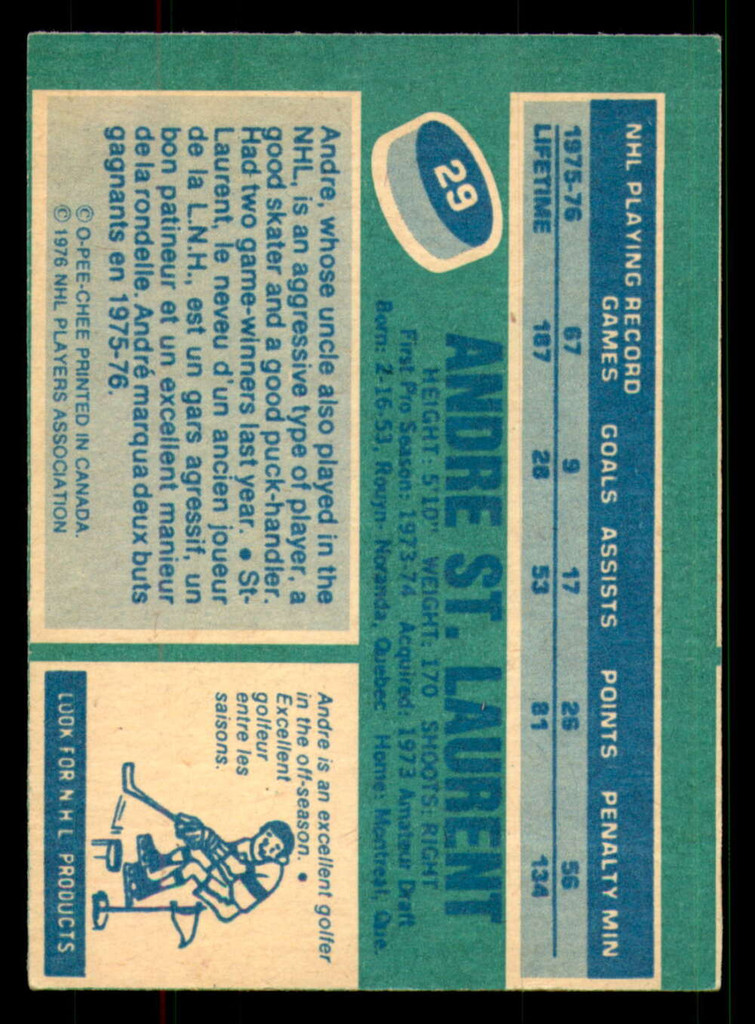 NHL PLAYING RECORD
GAMES GOALS ASSISTS POINTS PENALTY MIN
1975-76 67 9 17 26 56
LIFETIME 187 28 53 81 134
29
ANDRE ST. LAURENT
HEIGHT: 5'10" WEIGHT: 170 SHOOTS: RIGHT
First Pro Season: 1973-74 Acquired: 1973 Amateur Draft
Born: 2-16-53, Rouyn-Noranda, Quebec Home: Montreal, Que.
Andre, whose uncle also played in the
NHL, is an aggressive type of player, a
good skater and a good puck-handler.
Had two game-winners last year. • St-
Laurent, le neveu d'un ancien joueur
de la L.N.H., est un gars agressif, un
bon patineur et un excellent manieur
de la rondelle. André marqua deux buts
gagnants en 1975-76.
© O-PEE-CHEE PRINTED IN CANADA.
© 1976 NHL PLAYERS ASSOCIATION
Andre is an excellent golfer
in the off-season. •
Excellent
golfeur
entre les
saisons.
LOOK FOR NHL PRODUCTS